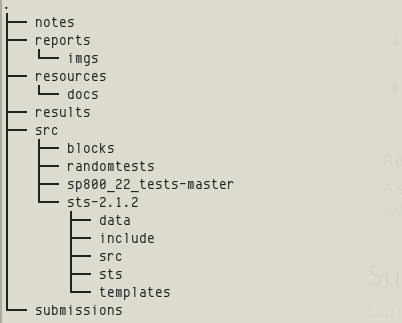 .
├── notes
├── reports
│   └── imgs
├── resources
│   └── docs
├── results
├── src
│   ├── blocks
│   ├── randomtests
│   ├── sp800_22_tests-master
│   └── sts-2.1.2
│       ├── data
│       ├── include
│       ├── src
│       ├── sts
│       └── templates
└── submissions